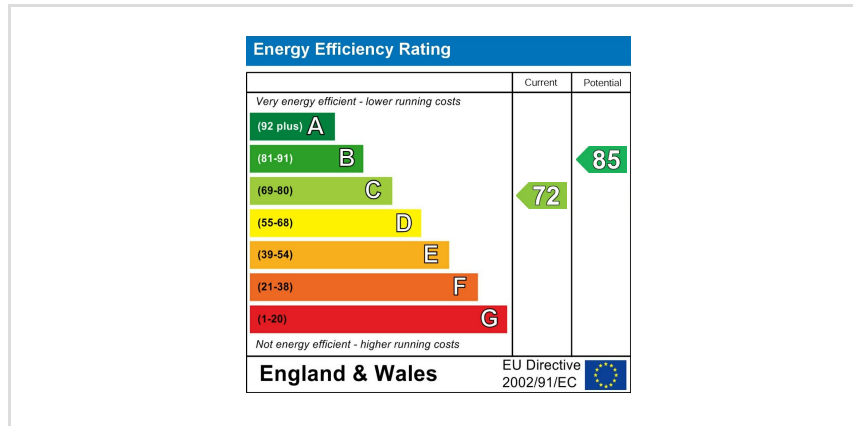 Energy Efficiency Rating
Current Potential
Very energy efficient - lower running costs
(92 plus) A
(81-91) B
85
(69-80) C
72
(55-68) D
(39-54) E
(21-38) F
(1-20) G
Not energy efficient - higher running costs
England & Wales
EU Directive
2002/91/EC